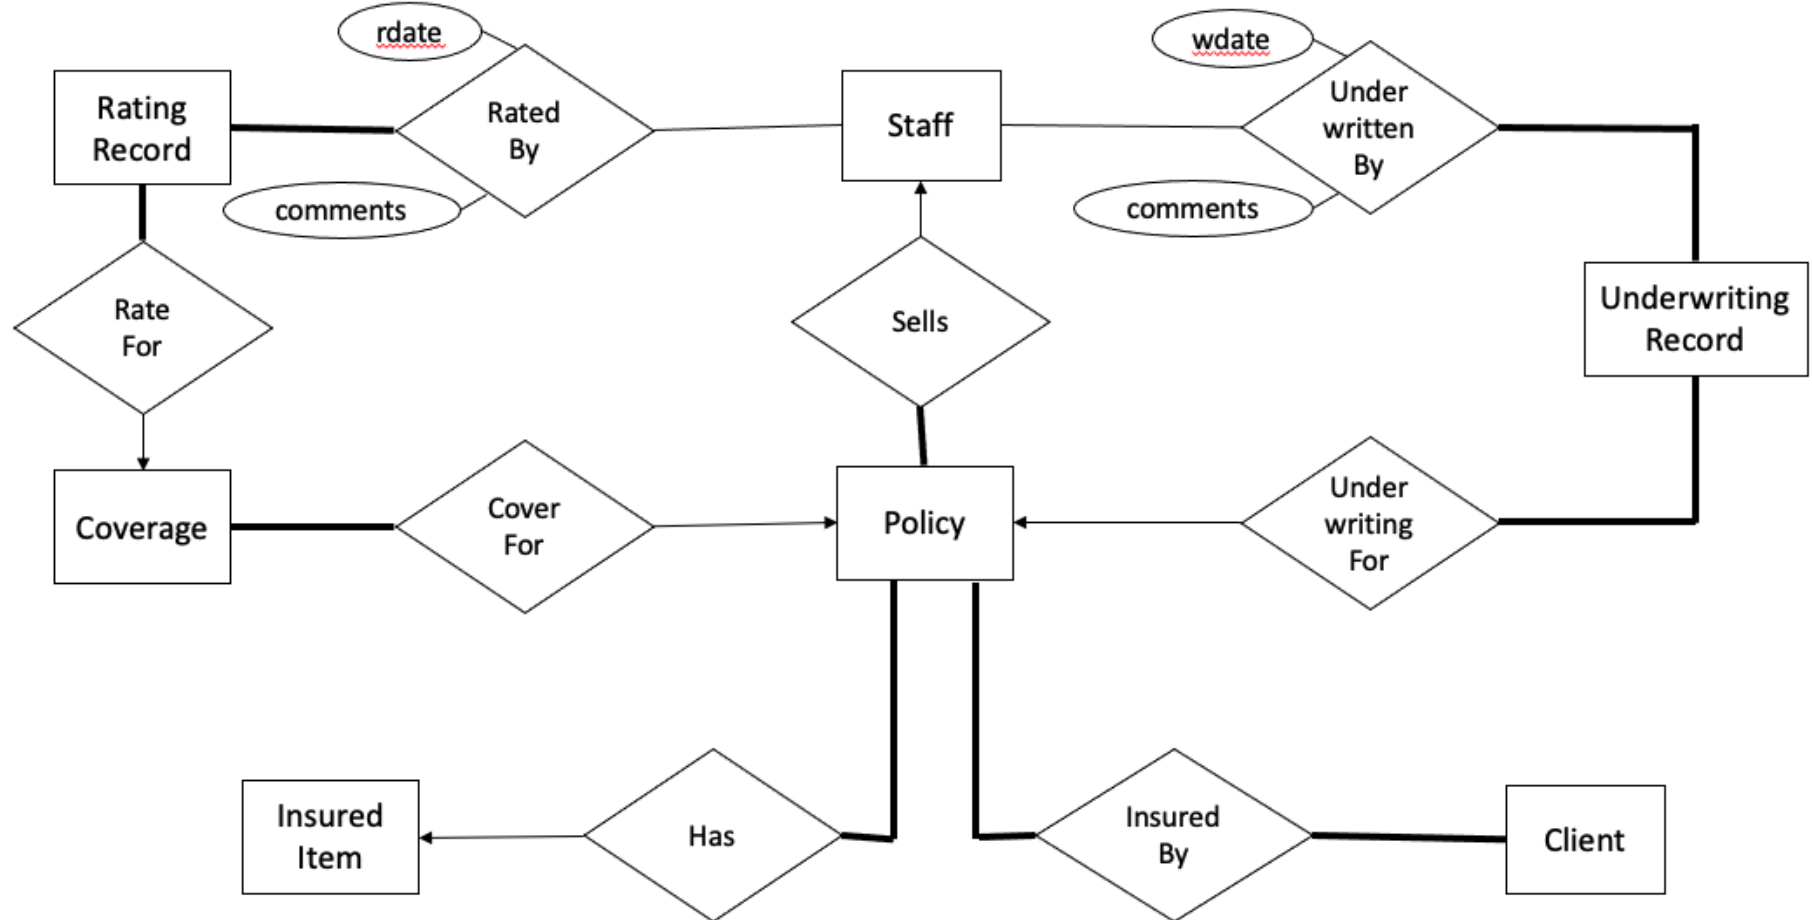 rdate
wdate
Rating
Record
Rated
By
Staff
Under
written
By
comments
comments
Rate
For
Sells
Underwriting
Record
Coverage
Cover
For
Policy
Under
writing
For
Insured
Item
Has
Insured
By
Client